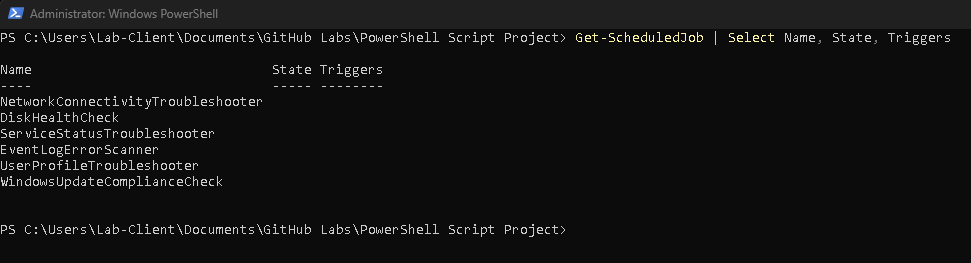 Administrator: Windows PowerShell
PS C:\Users\Lab-Client\Documents\GitHub Labs\PowerShell Script Project> Get-ScheduledJob | Select Name, State, Triggers
Name State Triggers
---- ----- --------
NetworkConnectivityTroubleshooter
DiskHealthCheck
ServiceStatusTroubleshooter
EventLogErrorScanner
UserProfileTroubleshooter
WindowsUpdateComplianceCheck
PS C:\Users\Lab-Client\Documents\GitHub Labs\PowerShell Script Project>